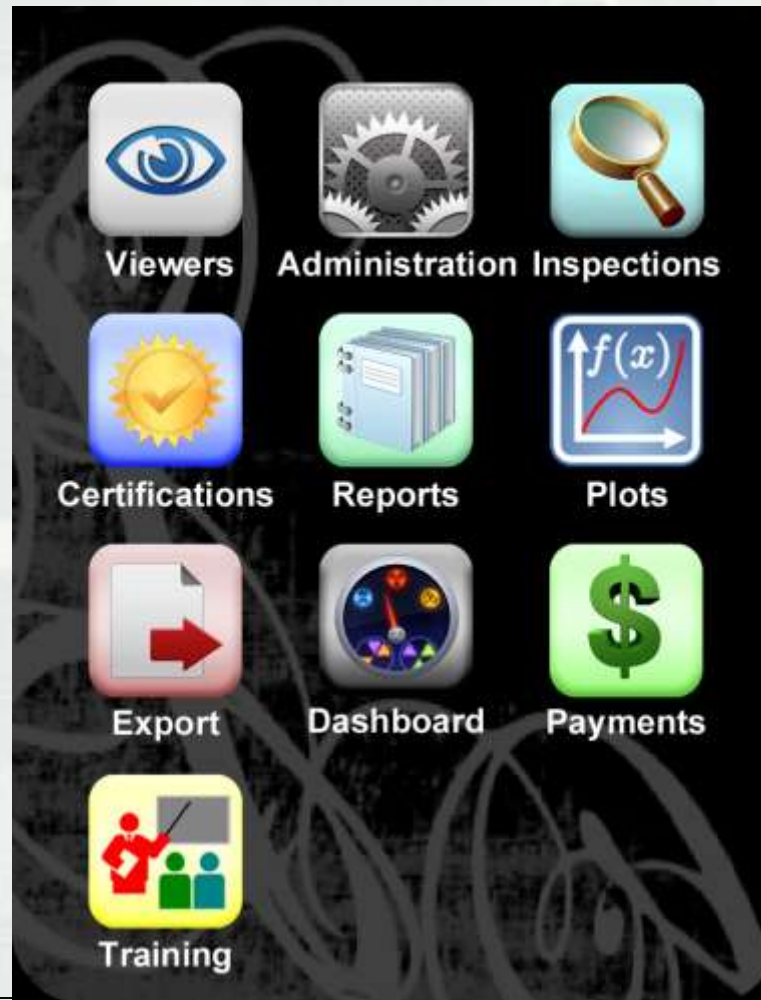 Viewers Administration Inspections
f(x)
Certifications Reports Plots
$
Export Dashboard Payments
Training